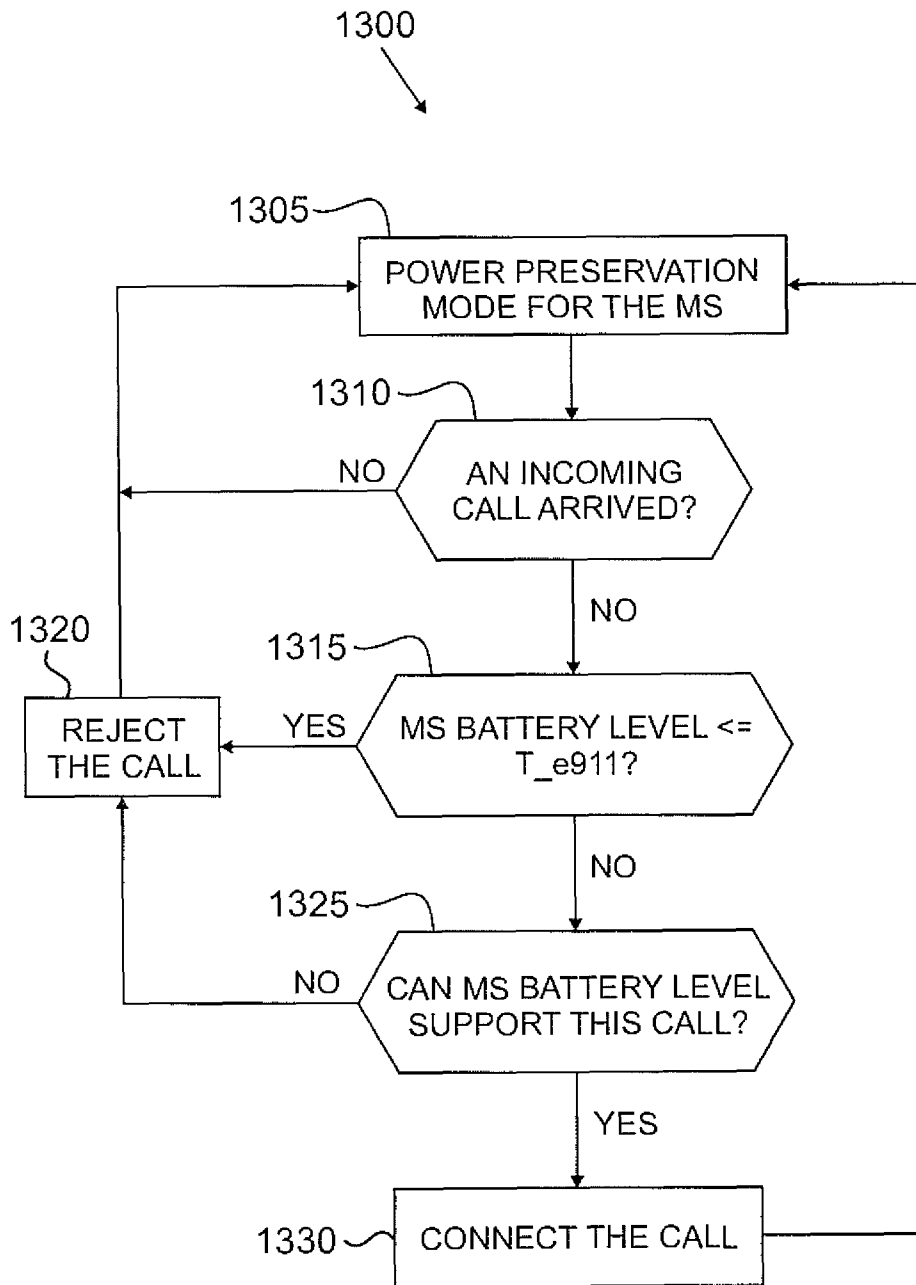 1300
1305
POWER PRESERVATION
MODE FOR THE MS
1310
NO
AN INCOMING
CALL ARRIVED?
NO
1320
1315
REJECT
THE CALL
YES
MS BATTERY LEVEL <=
T_e911?
NO
1325
NO
CAN MS BATTERY LEVEL
SUPPORT THIS CALL?
YES
1330
CONNECT THE CALL